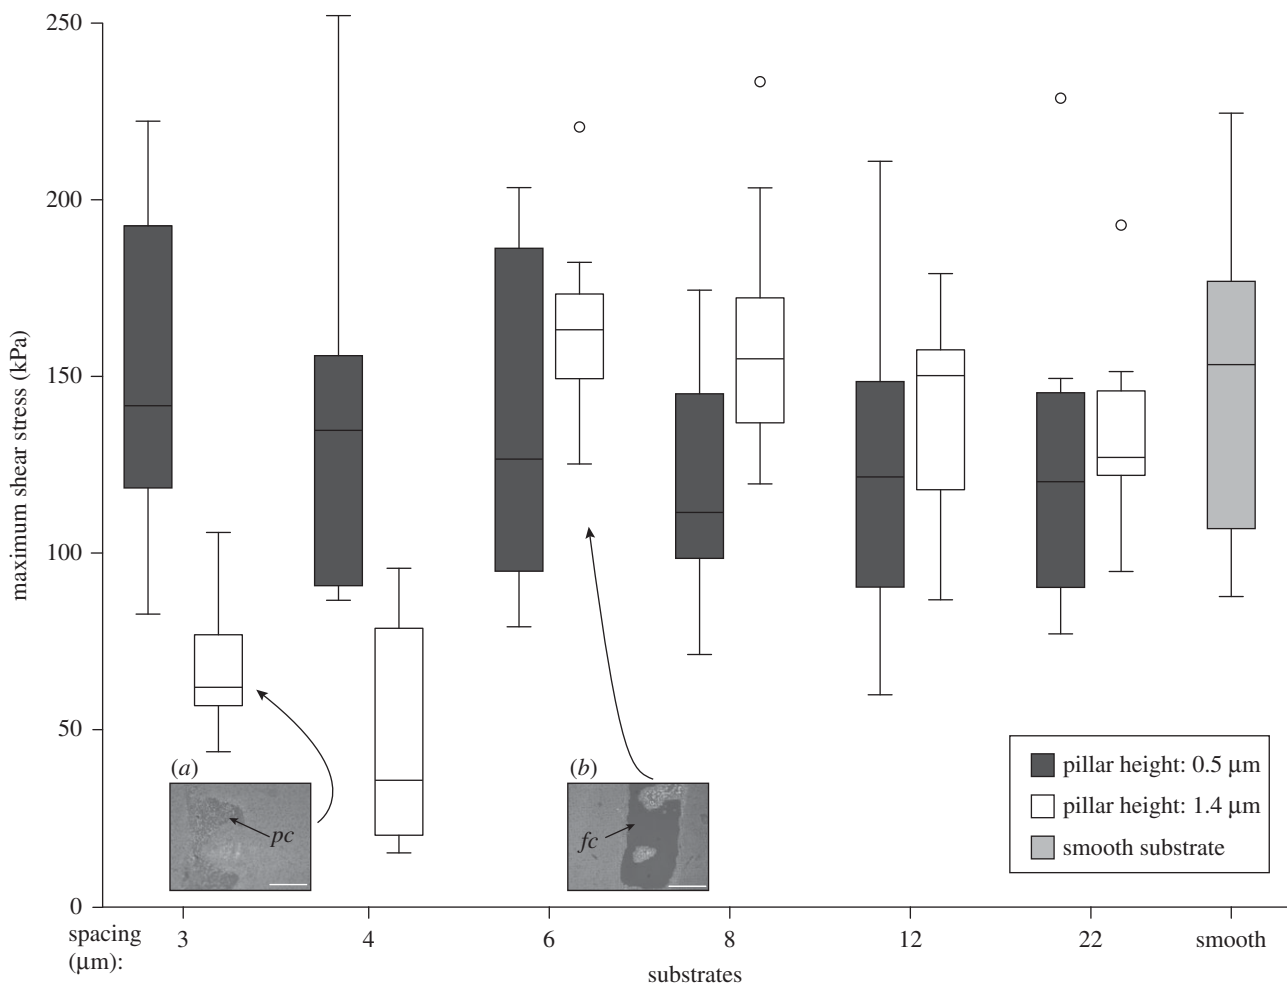 250
200
150
100
50
0
maximum shear stress (kPa)
(a)
pc
(b)
fc
pillar height: 0.5 µm
pillar height: 1.4 µm
smooth substrate
spacing (µm): 3 4 6 8 12 22 smooth
substrates